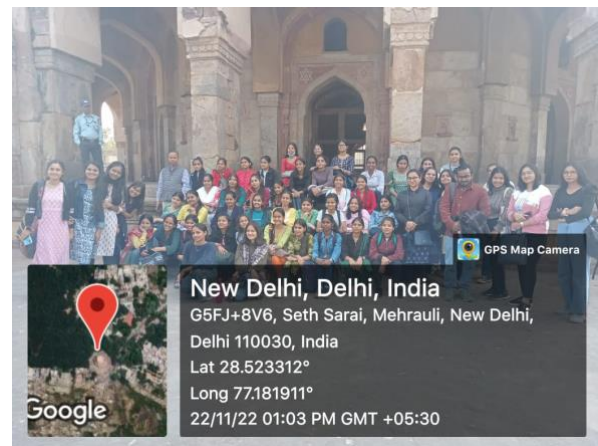 GPS Map Camera
New Delhi, Delhi, India
G5FJ+8V6, Seth Sarai, Mehrauli, New Delhi,
Delhi 110030, India
Lat 28.523312°
Long 77.181911°
22/11/22 01:03 PM GMT +05:30
Google